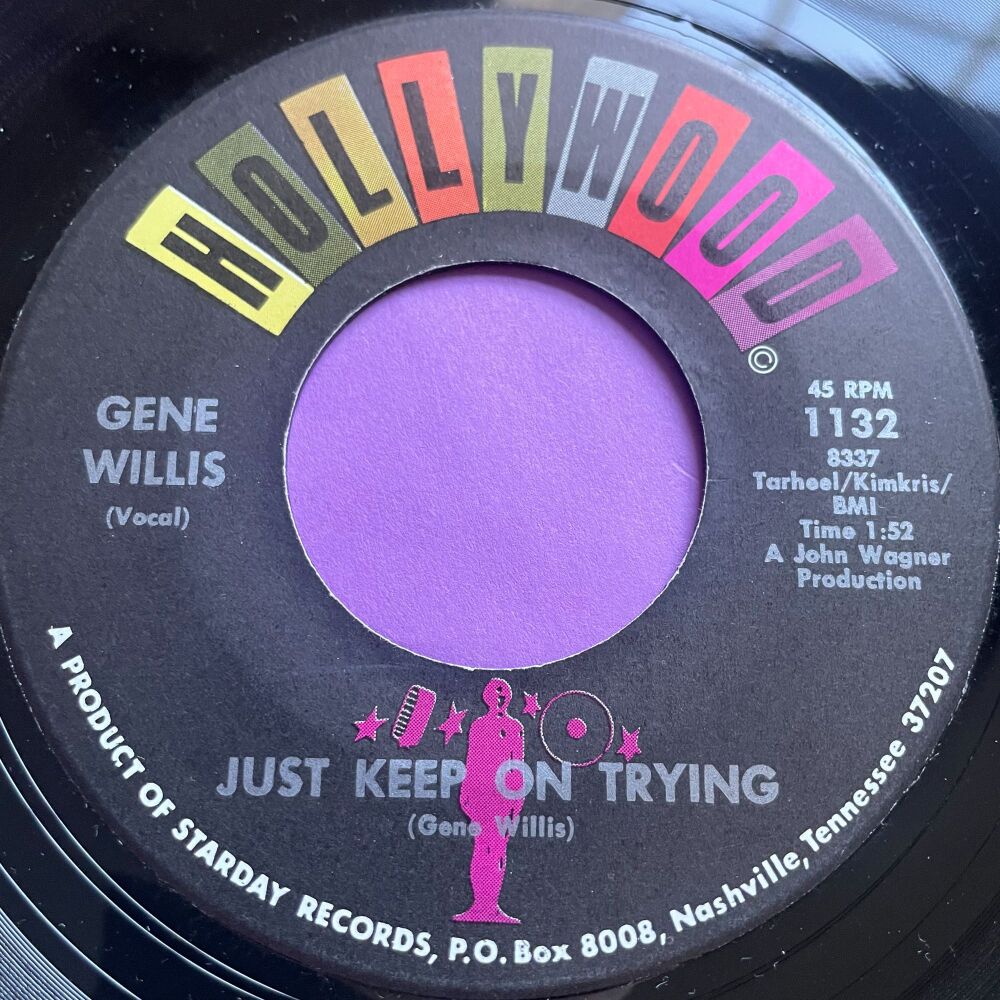 HOLLYWOOD
©
GENE
WILLIS
(Vocal)
45 RPM
1132
8337
Tarheel/Kimkris/
BMI
Time 1:52
A John Wagner
Production
JUST KEEP ON TRYING
(Gene Willis)
A PRODUCT OF STARDAY RECORDS, P.O. Box 8008, Nashville, Tennessee 37207